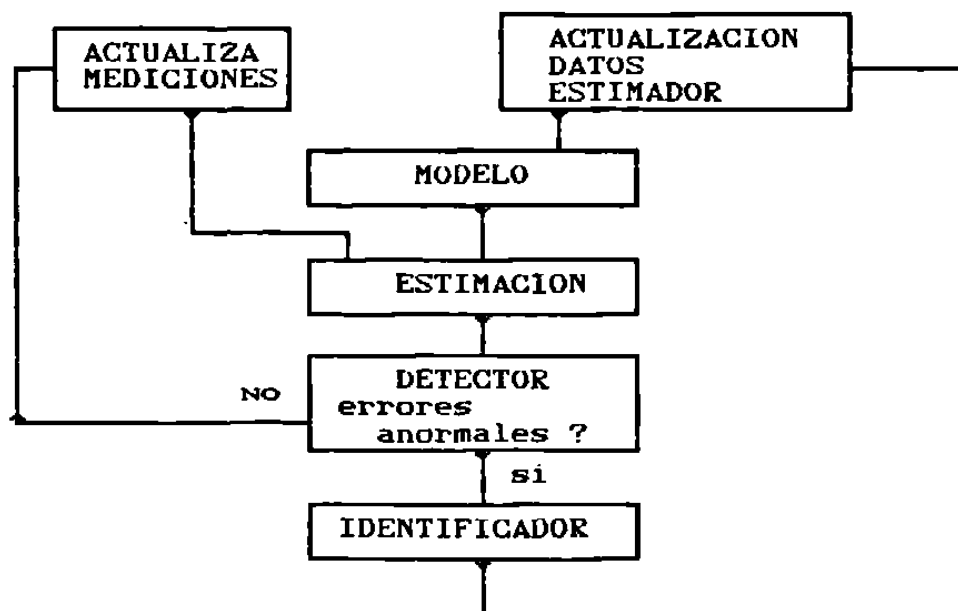 ACTUALIZA
MEDICIONES
ACTUALIZACION
DATOS
ESTIMADOR
MODELO
ESTIMACION
DETECTOR
errores
anormales ?
NO
si
IDENTIFICADOR